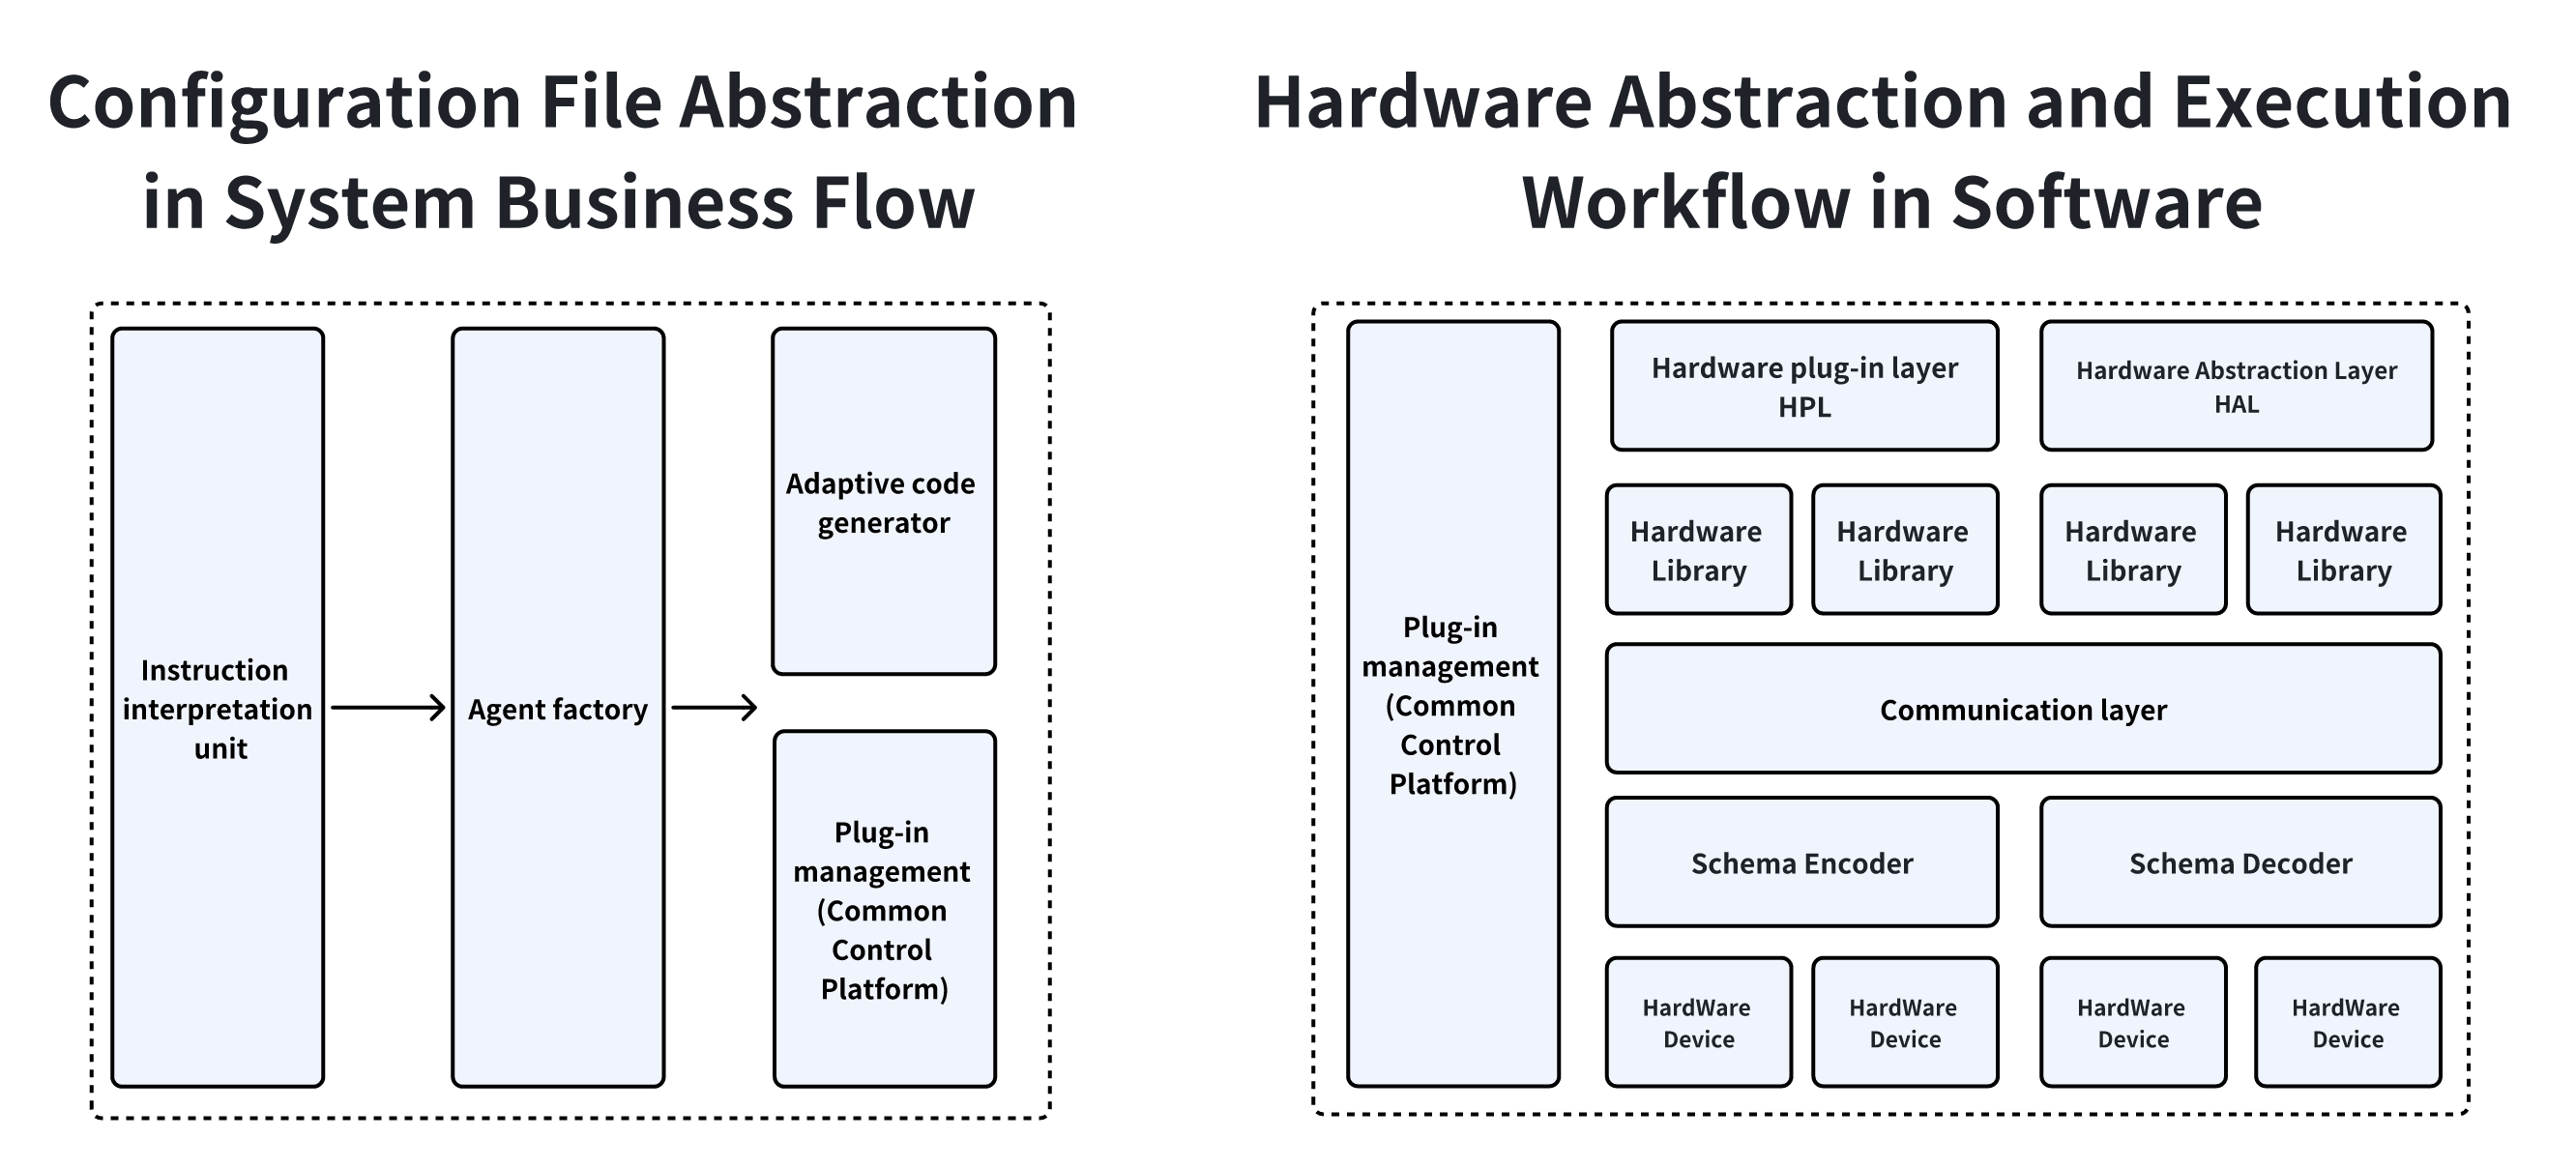 Configuration File Abstraction
in System Business Flow
Instruction
interpretation
unit
Agent factory
Adaptive code
generator
Plug-in
management
(Common
Control
Platform)
Hardware Abstraction and Execution
Workflow in Software
Plug-in
management
(Common
Control
Platform)
Hardware plug-in layer
HPL
Hardware Abstraction Layer
HAL
Hardware
Library
Hardware
Library
Hardware
Library
Hardware
Library
Communication layer
Schema Encoder
Schema Decoder
HardWare
Device
HardWare
Device
HardWare
Device
HardWare
Device